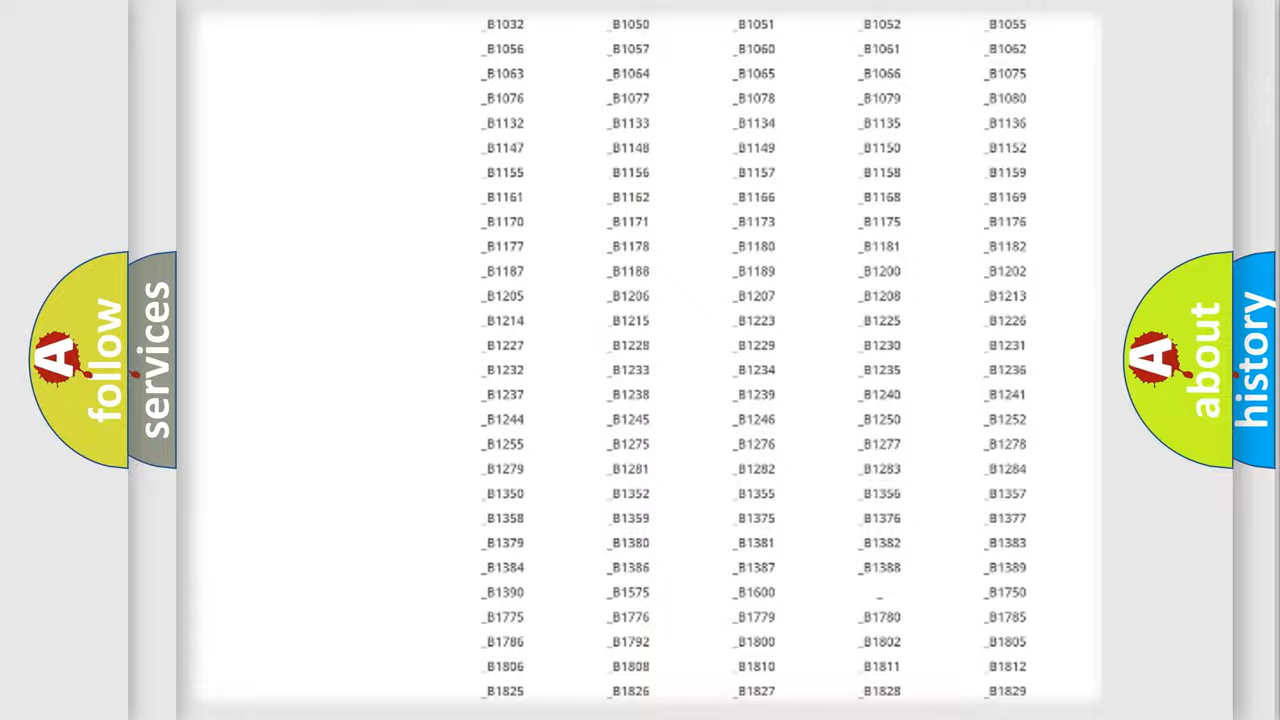 _B1032 _B1050 _B1051 _B1052 _B1055
_B1056 _B1057 _B1060 _B1061 _B1062
_B1063 _B1064 _B1065 _B1066 _B1075
_B1076 _B1077 _B1078 _B1079 _B1080
_B1132 _B1133 _B1134 _B1135 _B1136
_B1147 _B1148 _B1149 _B1150 _B1152
_B1155 _B1156 _B1157 _B1158 _B1159
_B1161 _B1162 _B1166 _B1168 _B1169
_B1170 _B1171 _B1173 _B1175 _B1176
_B1177 _B1178 _B1180 _B1181 _B1182
_B1187 _B1188 _B1189 _B1200 _B1202
_B1205 _B1206 _B1207 _B1208 _B1213
_B1214 _B1215 _B1223 _B1225 _B1226
_B1227 _B1228 _B1229 _B1230 _B1231
_B1232 _B1233 _B1234 _B1235 _B1236
_B1237 _B1238 _B1239 _B1240 _B1241
_B1244 _B1245 _B1246 _B1250 _B1252
_B1255 _B1275 _B1276 _B1277 _B1278
_B1279 _B1281 _B1282 _B1283 _B1284
_B1350 _B1352 _B1355 _B1356 _B1357
_B1358 _B1359 _B1375 _B1376 _B1377
_B1379 _B1380 _B1381 _B1382 _B1383
_B1384 _B1386 _B1387 _B1388 _B1389
_B1390 _B1575 _B1600 _ _B1750
_B1775 _B1776 _B1779 _B1780 _B1785
_B1786 _B1792 _B1800 _B1802 _B1805
_B1806 _B1808 _B1810 _B1811 _B1812
_B1825 _B1826 _B1827 _B1828 _B1829
A
follow
services
A
about
history